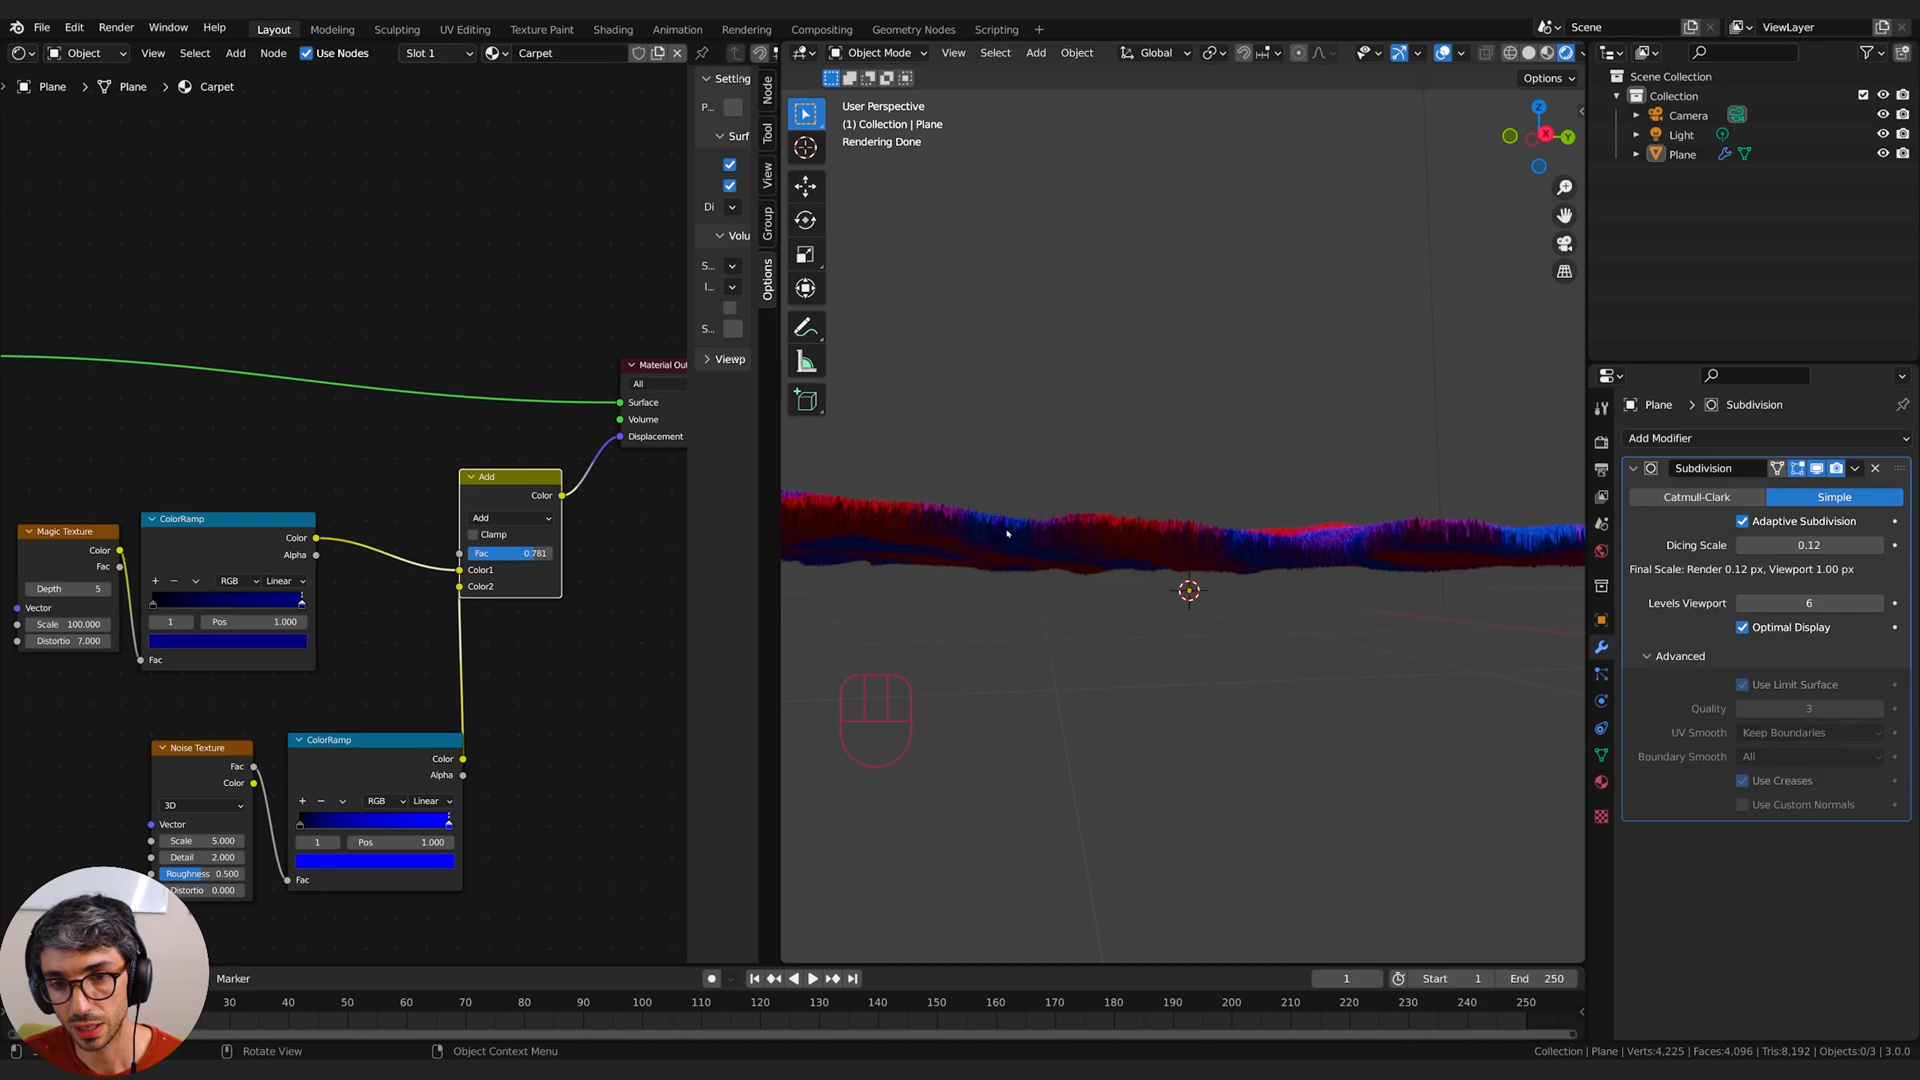 File Edit Render Window Help Layout Modeling Sculpting UV Editing Texture Paint Shading Animation Rendering Compositing Geometry Nodes Scripting + Scene ViewLayer
Object View Select Add Node Use Nodes Slot 1 Carpet
Plane Plane Carpet
Material Out
All
Surface
Volume
Displacement
Add
Color
Add
Clamp
Fac 0.781
Color1
Color2
Magic Texture
Color
Fac
Depth 5
Vector
Scale 100.000
Distortio 7.000
ColorRamp
Color
Alpha
RGB Linear
1 Pos 1.000
Fac
Noise Texture
Fac
Color
3D
Vector
Scale 5.000
Detail 2.000
Roughness 0.500
Distortio 0.000
ColorRamp
Color
Alpha
RGB Linear
1 Pos 1.000
Fac
Setting
P...
Surf
Di
Volu
S...
I...
S...
Viewp
Node
Tool
View
Group
Options
Object Mode View Select Add Object Global
Options
User Perspective
(1) Collection | Plane
Rendering Done
Z
X
Y
Scene Collection
Collection
Camera
Light
Plane
Plane Subdivision
Add Modifier
Subdivision
Catmull-Clark Simple
Adaptive Subdivision
Dicing Scale 0.12
Final Scale: Render 0.12 px, Viewport 1.00 px
Levels Viewport 6
Optimal Display
Advanced
Use Limit Surface
Quality 3
UV Smooth Keep Boundaries
Boundary Smooth All
Use Creases
Use Custom Normals
Marker 1 Start 1 End 250
30 40 50 60 70 80 90 100 110 120 130 140 150 160 170 180 190 200 210 220 230 240 250
Rotate View Object Context Menu Collection | Plane | Verts:4,225 | Faces:4,096 | Tris:8,192 | Objects:0/3 | 3.0.0